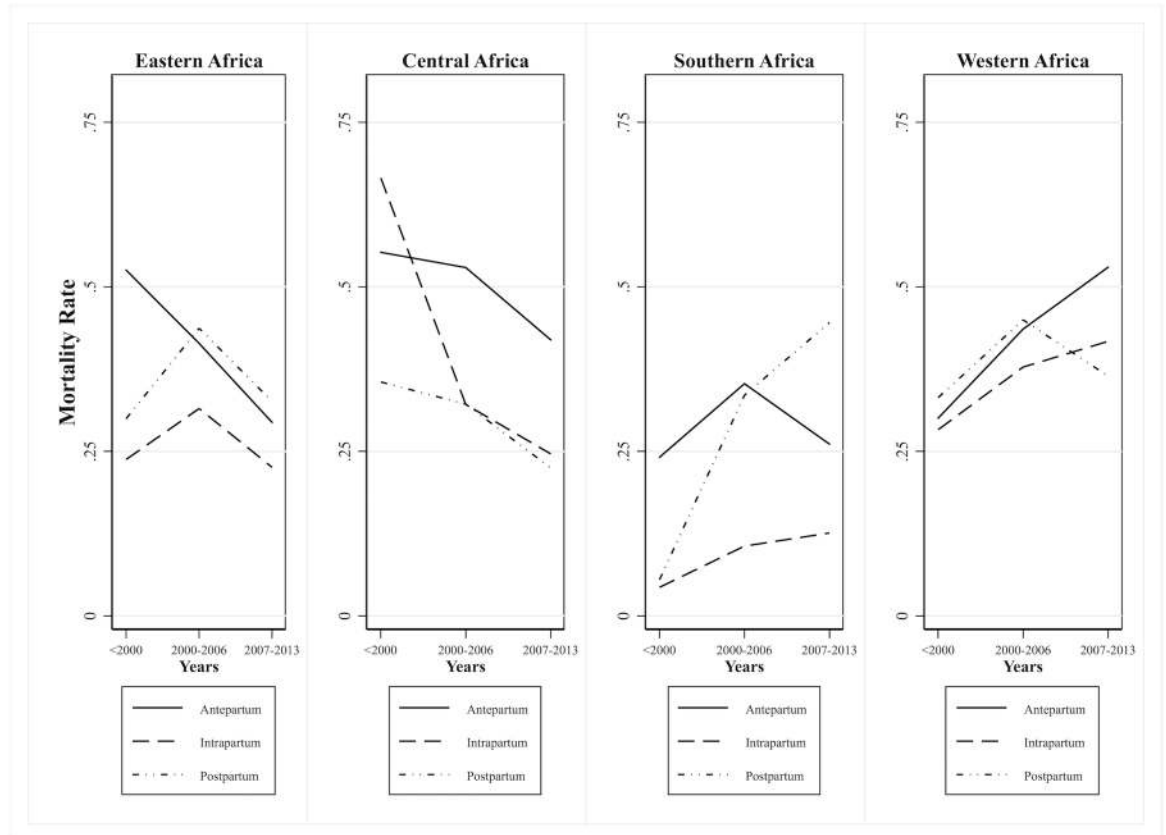 Eastern Africa
Central Africa
Southern Africa
Western Africa
Mortality Rate
.75
.5
.25
0
<2000
2000-2006
2007-2013
Years
Antepartum
Intrapartum
Postpartum
.75
.5
.25
0
<2000
2000-2006
2007-2013
Years
Antepartum
Intrapartum
Postpartum
.75
.5
.25
0
<2000
2000-2006
2007-2013
Years
Antepartum
Intrapartum
Postpartum
.75
.5
.25
0
<2000
2000-2006
2007-2013
Years
Antepartum
Intrapartum
Postpartum